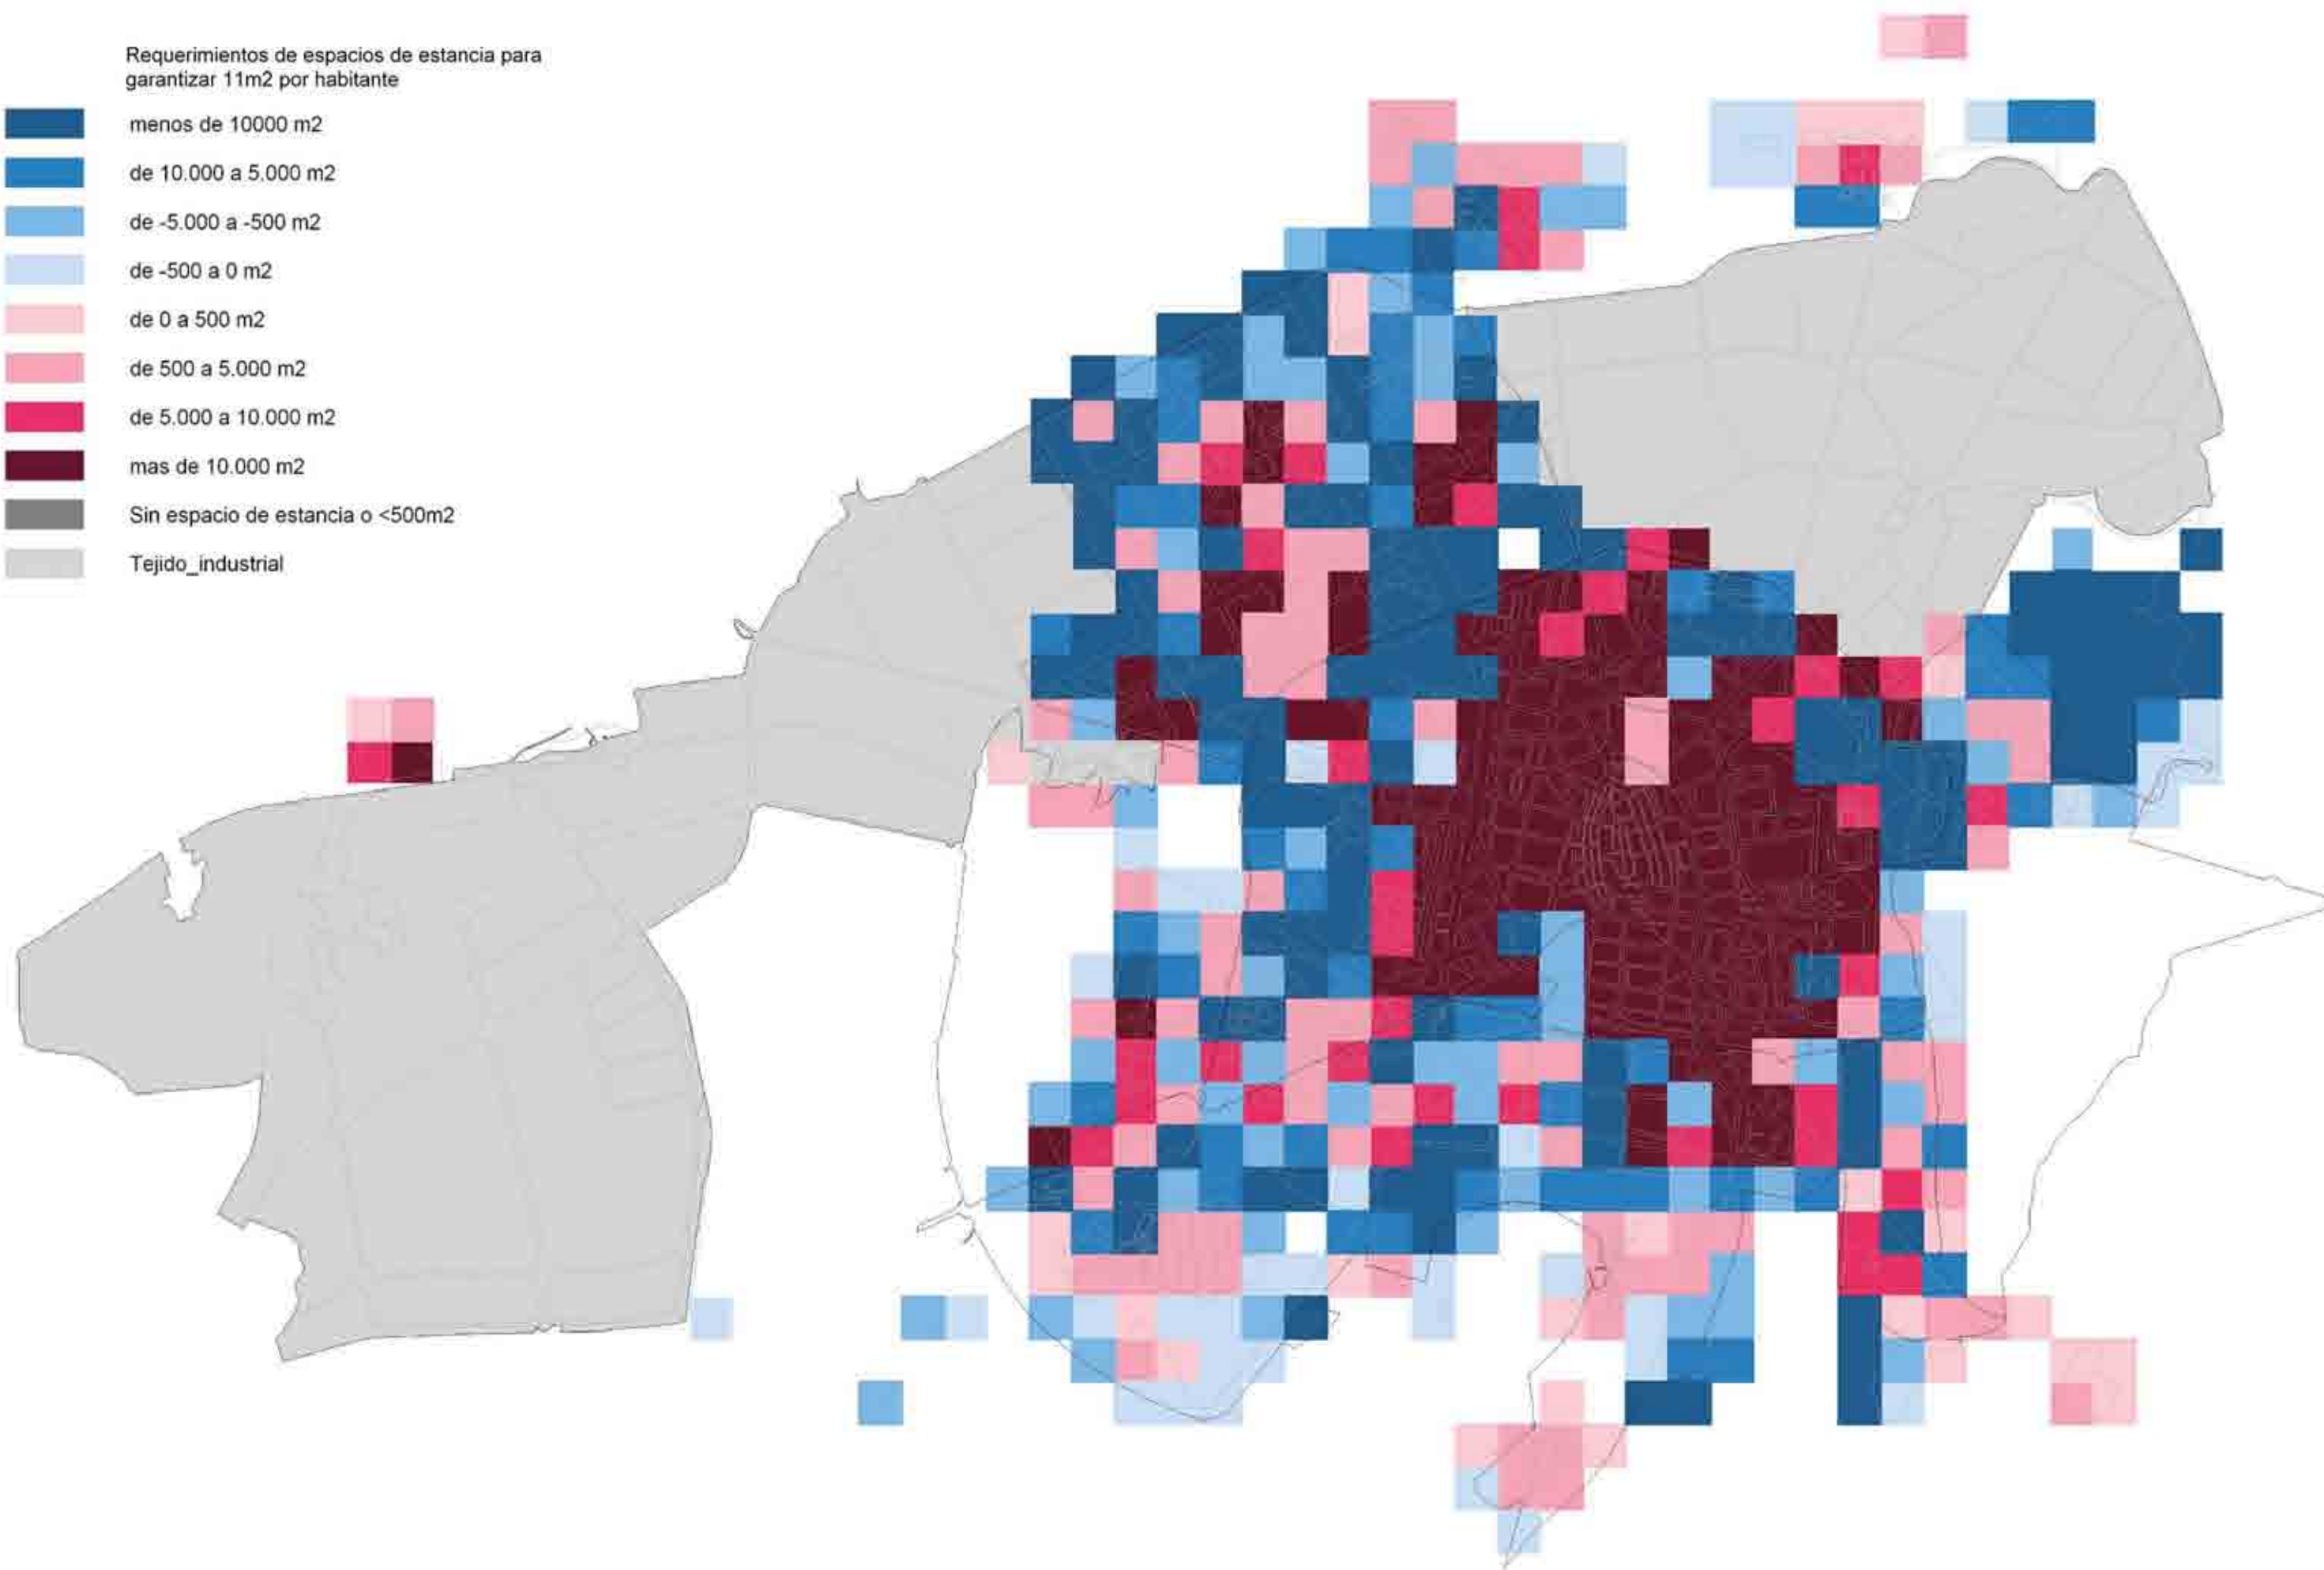 Requerimientos de espacios de estancia para
garantizar 11m2 por habitante
menos de 10000 m2
de 10.000 a 5.000 m2
de -5.000 a -500 m2
de -500 a 0 m2
de 0 a 500 m2
de 500 a 5.000 m2
de 5.000 a 10.000 m2
mas de 10.000 m2
Sin espacio de estancia o <500m2
Tejido_industrial